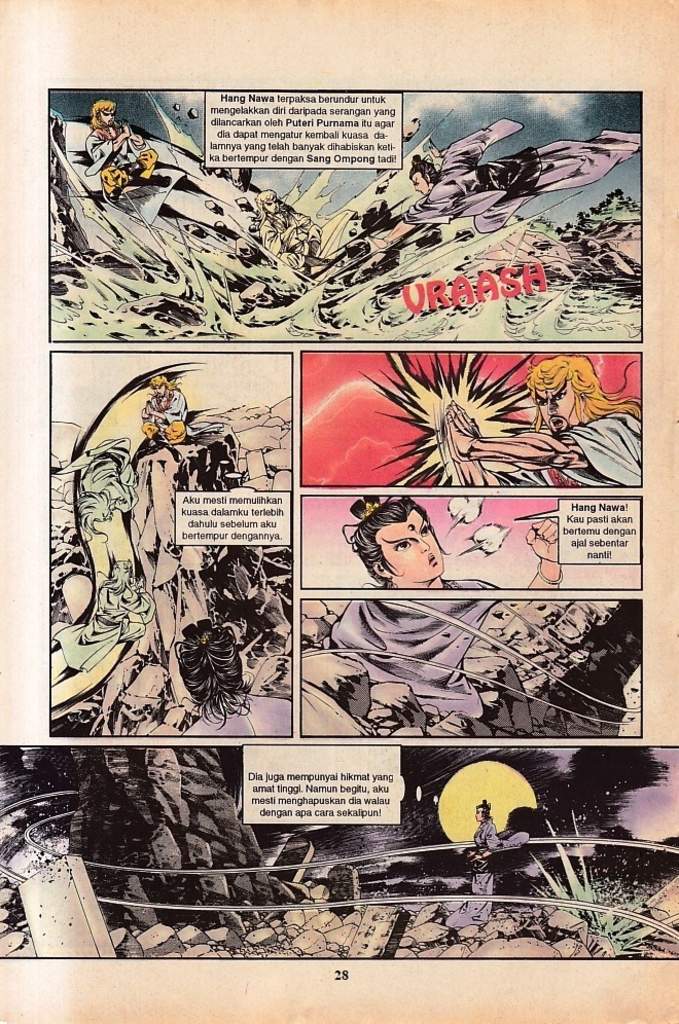 Hang Nawa terpaksa berundur untuk
mengelakkan diri daripada serangan yang
dilancarkan oleh Puteri Purnama itu agar
dia dapat mengatur kembali kuasa da-
lamnya yang telah banyak dihabiskan keti-
ka bertempur dengan Sang Ompong tadi!
VRAASH
Aku mesti memulihkan
kuasa dalamku terlebih
dahulu sebelum aku
bertempur dengannya.
Hang Nawa!
Kau pasti akan
bertemu dengan
ajal sebentar
nanti!
Dia juga mempunyai hikmat yang
amat tinggi. Namun begitu, aku
mesti menghapuskan dia walau
dengan apa cara sekalipun!
28